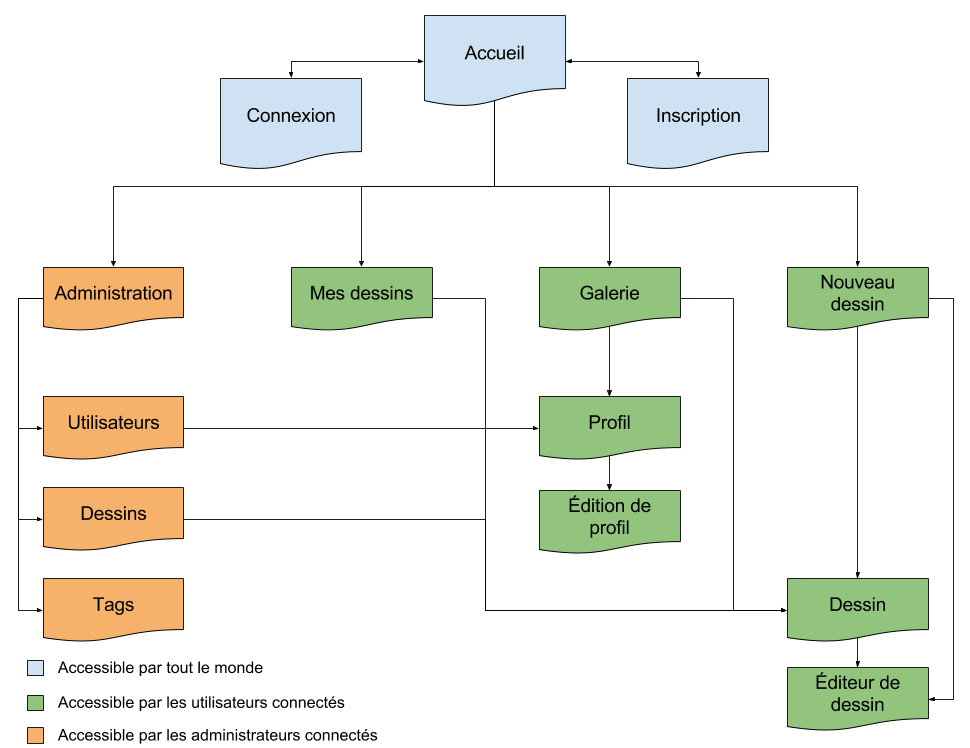 Accueil
Connexion
Inscription
Administration
Mes dessins
Galerie
Nouveau
dessin
Utilisateurs
Profil
Dessins
Édition de
profil
Tags
Dessin
Éditeur de
dessin
Accessible par tout le monde
Accessible par les utilisateurs connectés
Accessible par les administrateurs connectés